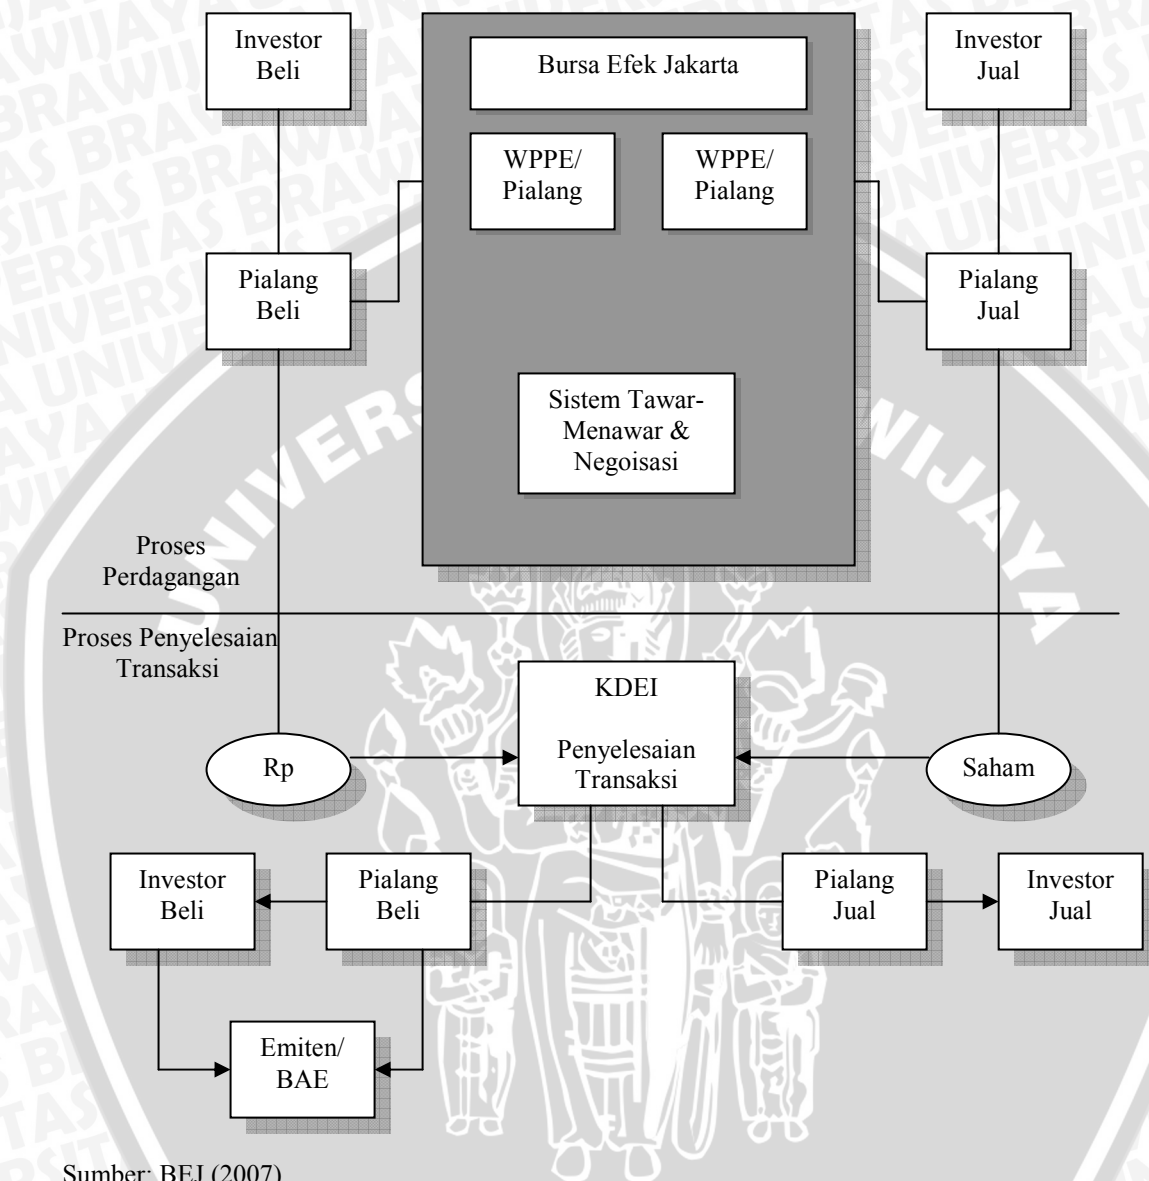 Investor
Beli
Bursa Efek Jakarta
Investor
Jual
WPPE/
Pialang
WPPE/
Pialang
Pialang
Beli
Pialang
Jual
Sistem Tawar-
Menawar &
Negoisasi
Proses
Perdagangan
Proses Penyelesaian
Transaksi
KDEI
Penyelesaian
Transaksi
Rp
Saham
Investor
Beli
Pialang
Beli
Pialang
Jual
Investor
Jual
Emiten/
BAE
Sumber: BEJ (2007)